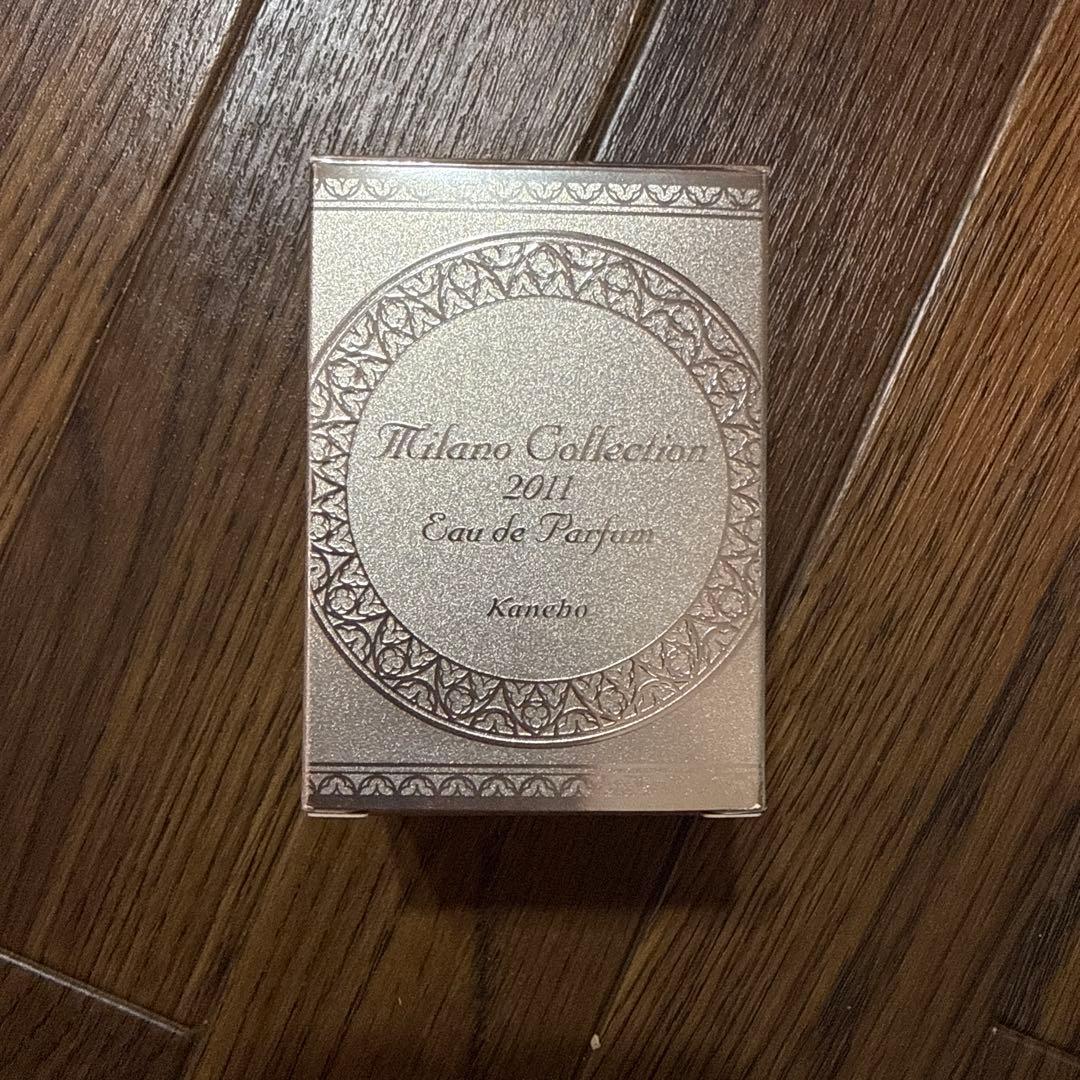 Milano Collection
2011
Eau de Parfum
Kanebo